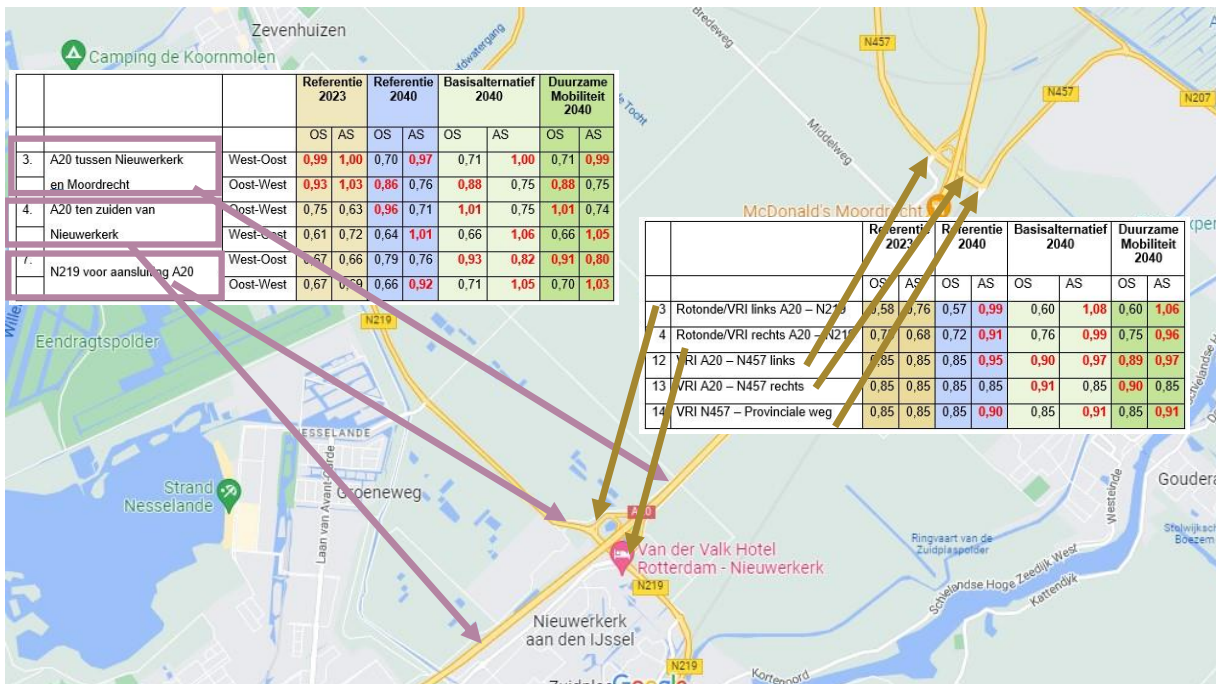 Zevenhuizen
Camping de Koornmolen
Bredeweg
N457
N457
N207
Middelweg
McDonald's Moordrecht
Referentie 2023 Referentie 2040 Basisalternatief 2040 Duurzame Mobiliteit 2040
OS AS OS AS OS AS OS AS
3. A20 tussen Nieuwerkerk West-Oost 0,99 1,00 0,70 0,97 0,71 1,00 0,71 0,99
en Moordrecht Oost-West 0,93 1,03 0,86 0,76 0,88 0,75 0,88 0,75
4. A20 ten zuiden van Oost-West 0,75 0,63 0,96 0,71 1,01 0,75 1,01 0,74
Nieuwerkerk West-Oost 0,61 0,72 0,64 1,01 0,66 1,06 0,66 1,05
7. N219 voor aansluiting A20 West-Oost 0,67 0,66 0,79 0,76 0,93 0,82 0,91 0,80
Oost-West 0,67 0,69 0,66 0,92 0,71 1,05 0,70 1,03
Referentie 2023 Referentie 2040 Basisalternatief 2040 Duurzame Mobiliteit 2040
OS AS OS AS OS AS OS AS
3 Rotonde/VRI links A20 – N219 0,58 0,76 0,57 0,99 0,60 1,08 0,60 1,06
4 Rotonde/VRI rechts A20 – N219 0,68 0,72 0,91 0,76 0,99 0,75 0,96
12 VRI A20 – N457 links 0,85 0,85 0,85 0,95 0,90 0,97 0,89 0,97
13 VRI A20 – N457 rechts 0,85 0,85 0,85 0,85 0,91 0,85 0,90 0,85
14 VRI N457 – Provinciale weg 0,85 0,85 0,85 0,90 0,85 0,91 0,85 0,91
N219
Eendragtspolder
NESSELANDE
Strand
Nesselande
Laan van Avant-Garde
Groeneweg
A20
Van der Valk Hotel
Rotterdam - Nieuwerkerk
N219
Nieuwerkerk
aan den IJssel
N219
Google
Ringvaart van de
Zuidplaspolder
Schielandse Hoge Zeedijk West
Kattendijk
Westeinde
Kortenoord